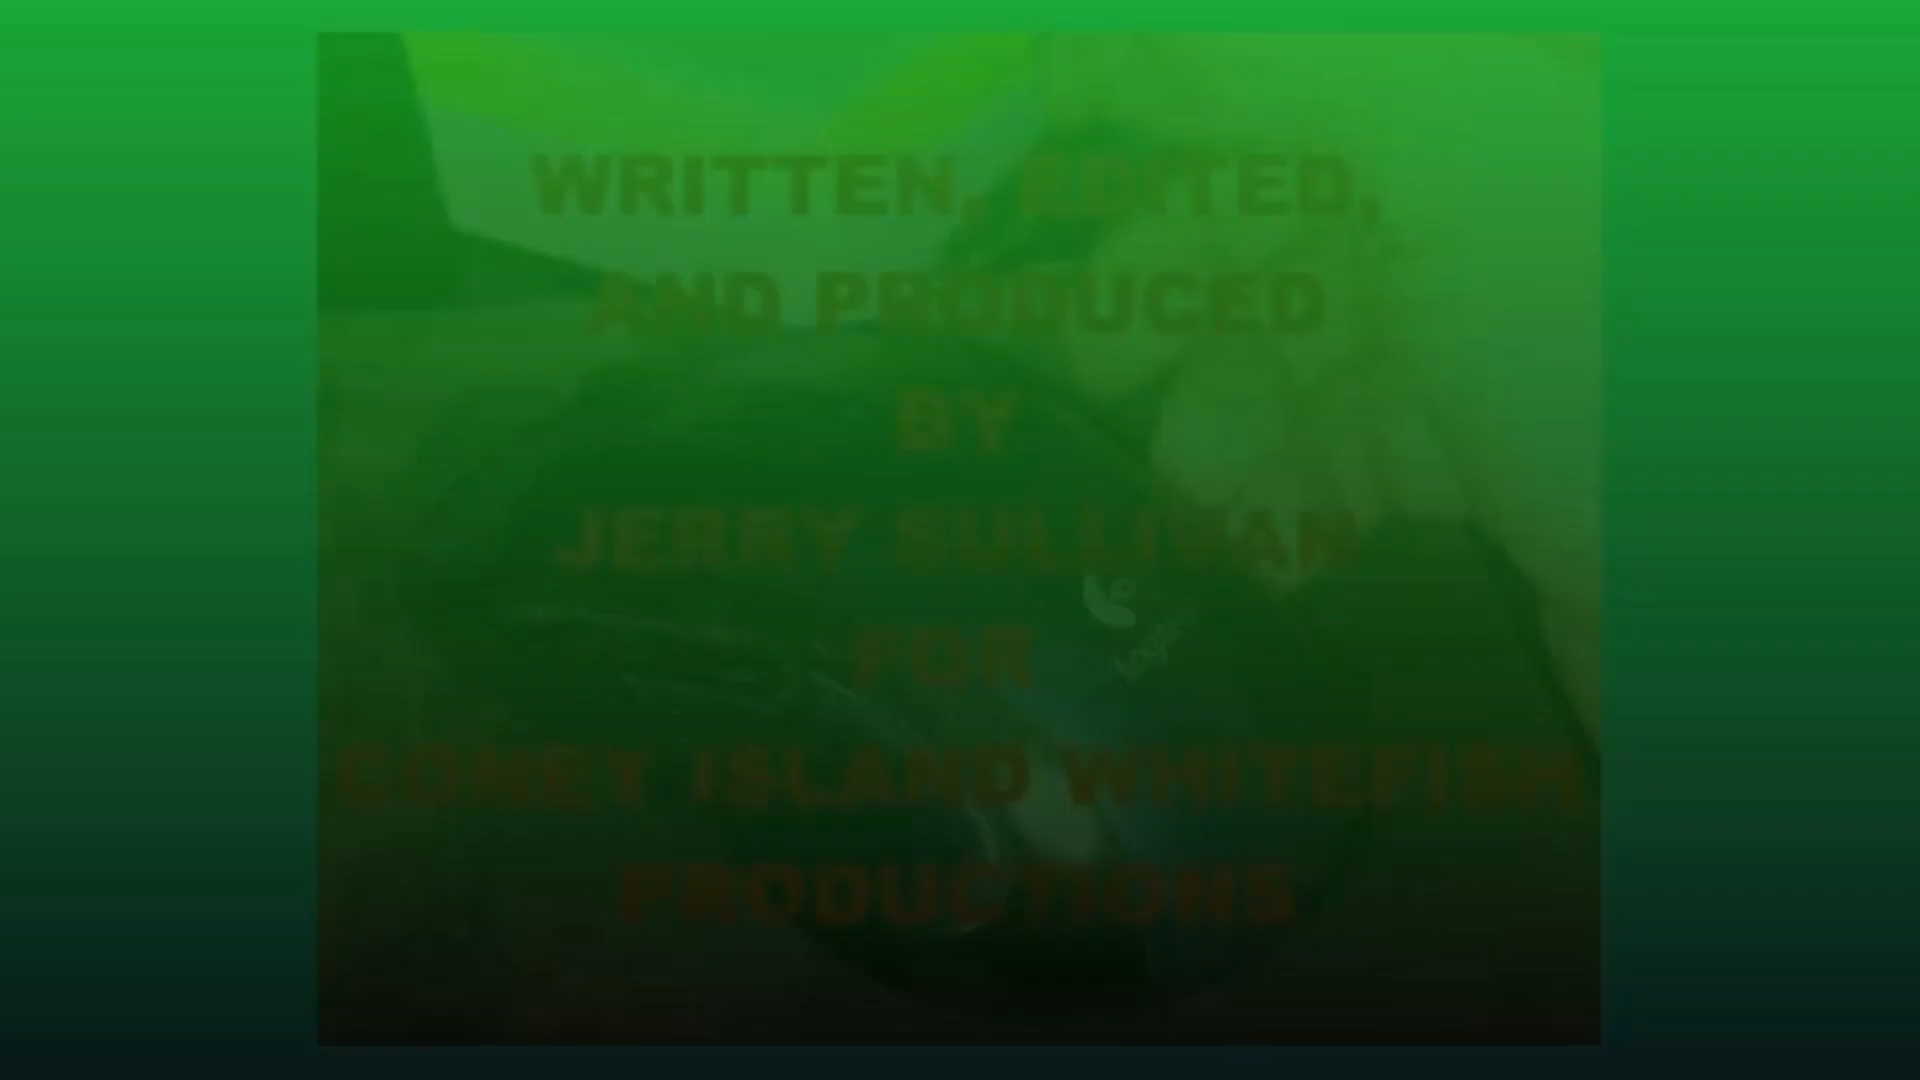 WRITTEN, EDITED,
AND PRODUCED
BY
JERRY SULLIVAN
FOR
CONEY ISLAND WHITEFISH
PRODUCTIONS